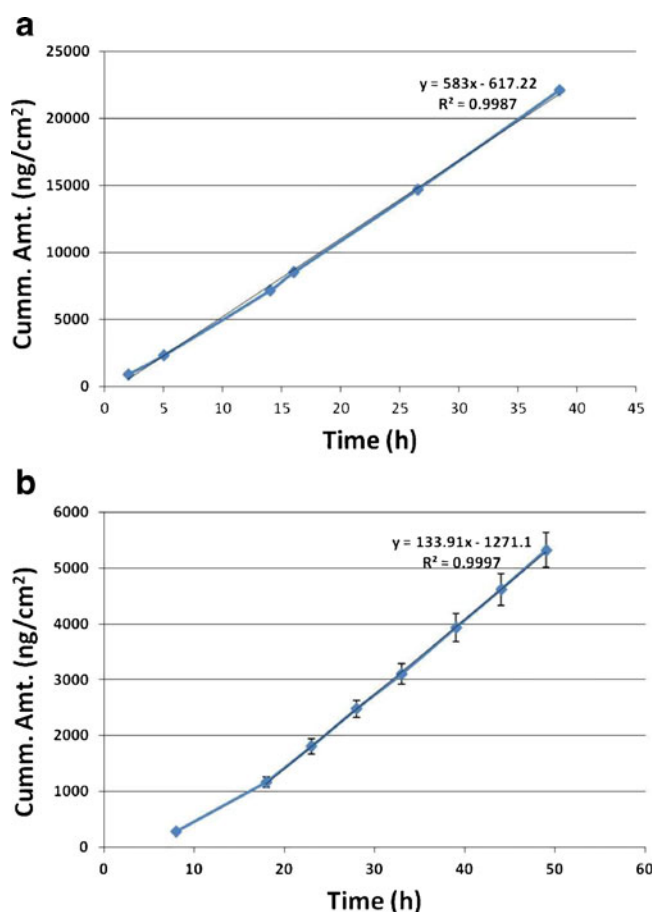 a
25000
y = 583x - 617.22
R² = 0.9987
20000
15000
10000
5000
0
0 5 10 15 20 25 30 35 40 45
Cumm. Amt. (ng/cm²)
Time (h)
b
6000
y = 133.91x - 1271.1
R² = 0.9997
5000
4000
3000
2000
1000
0
0 10 20 30 40 50 60
Cumm. Amt. (ng/cm²)
Time (h)